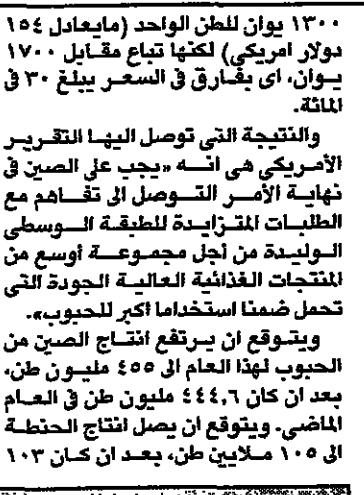 ١٣٠٠ يوان للطن الواحد (مايعادل ١٥٤
دولار امريكي) لكنها تباع مقابل ١٧٠٠
يوان، اى بفارق في السعر يبلغ ٣٠ في
المائة.
والنتيجة التي توصل اليها التقرير
الأمريكي هي انه «يجب على الصين في
نهاية الأمر التوصل الى تفاهم مع
الطلبات المتزايدة للطبقة الوسطى
الوليدة من أجل مجموعة أوسع من
المنتجات الغذائية العالية الجودة التي
تحمل ضمنا استخداما اكبر للحبوب».
ويتوقع ان يرتفع انتاج الصين من
الحبوب لهذا العام الى ٤٥٥ مليون طن،
بعد ان كان ٤٤٤,٦ مليون طن في العام
الماضي. ويتوقع ان يصل انتاج الحنطة
الى ١٠٥ ملايين طن، بعد ان كان ١٠٣